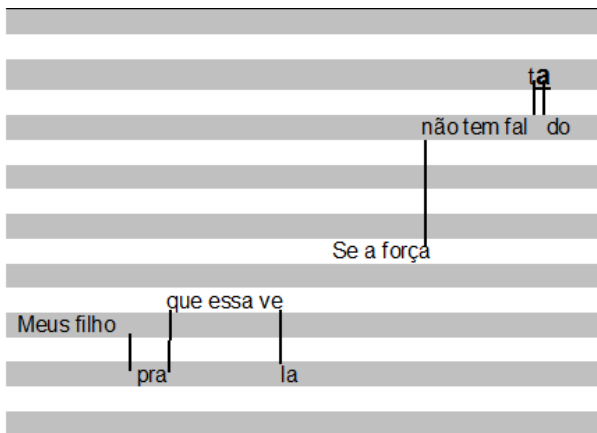 ta
não tem fal do
Se a força
que essa ve
Meus filho
pra la